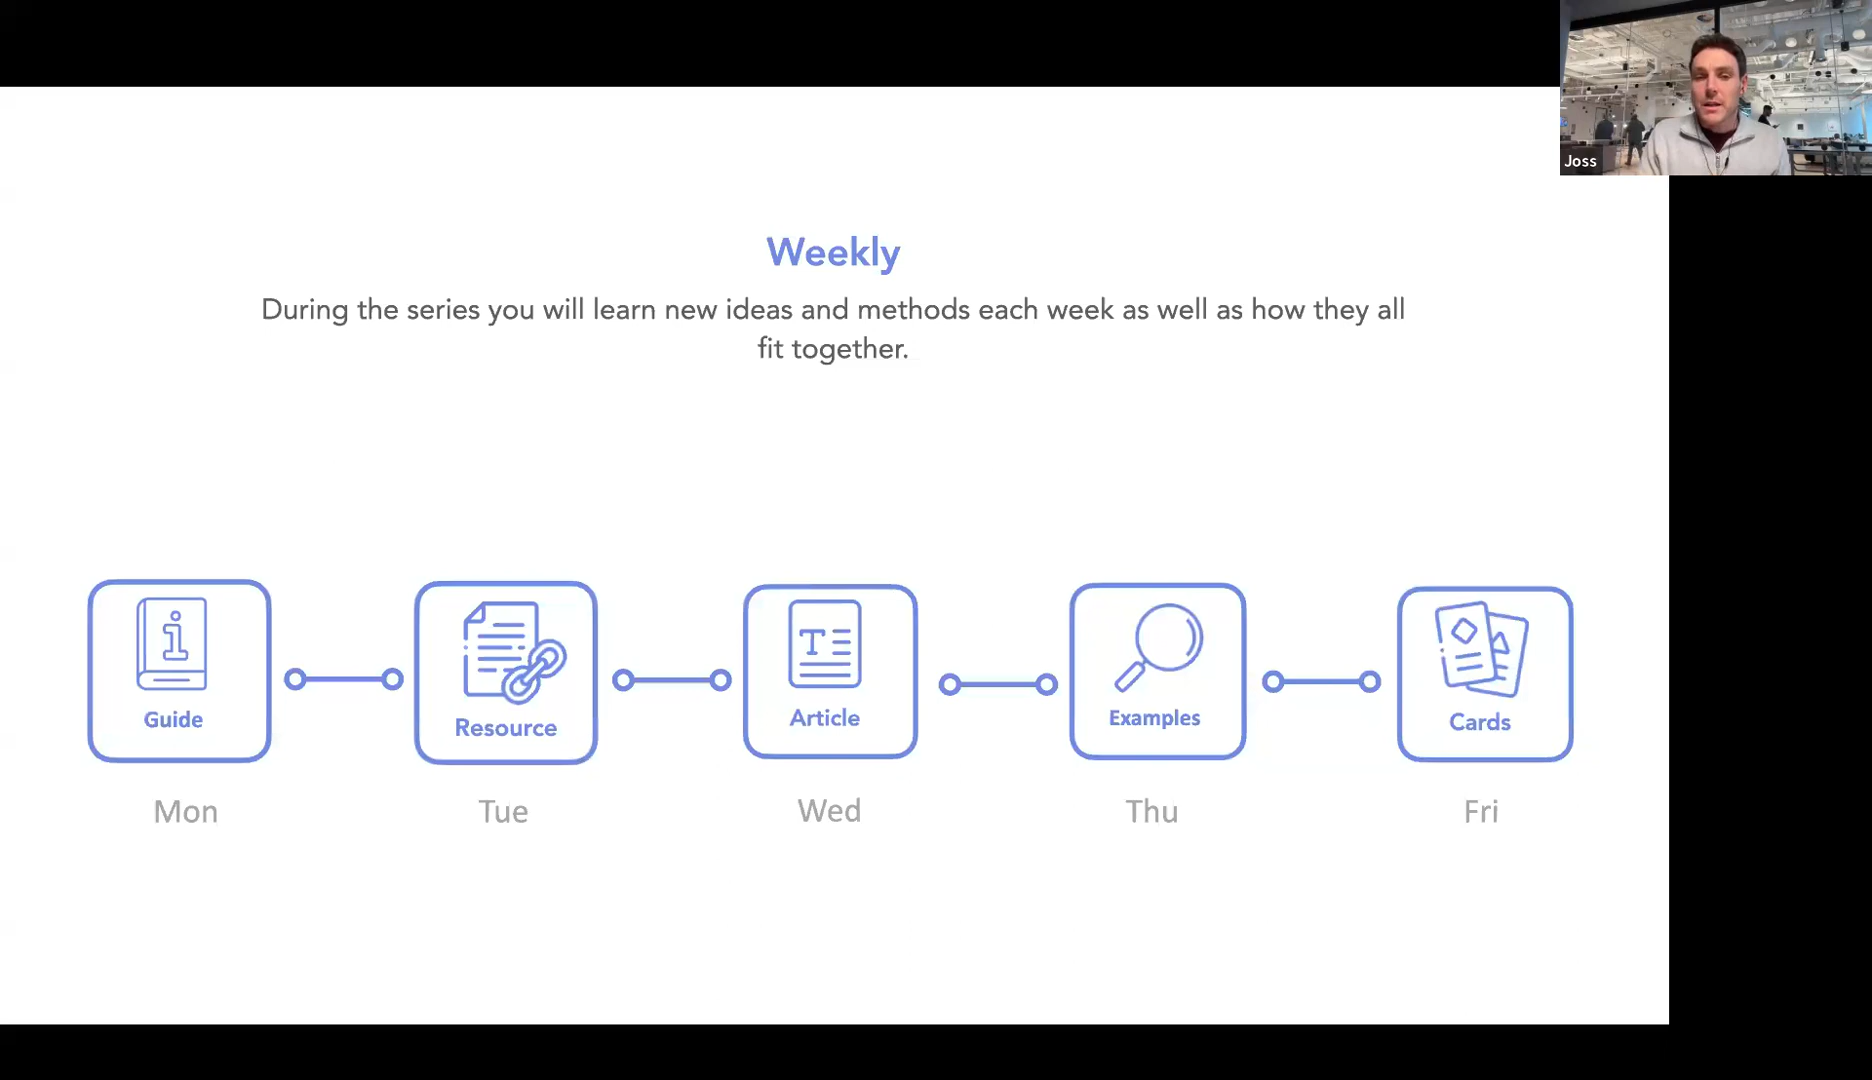 Joss
Weekly
During the series you will learn new ideas and methods each week as well as how they all
fit together.
Guide
Resource
Article
Examples
Cards
Mon
Tue
Wed
Thu
Fri